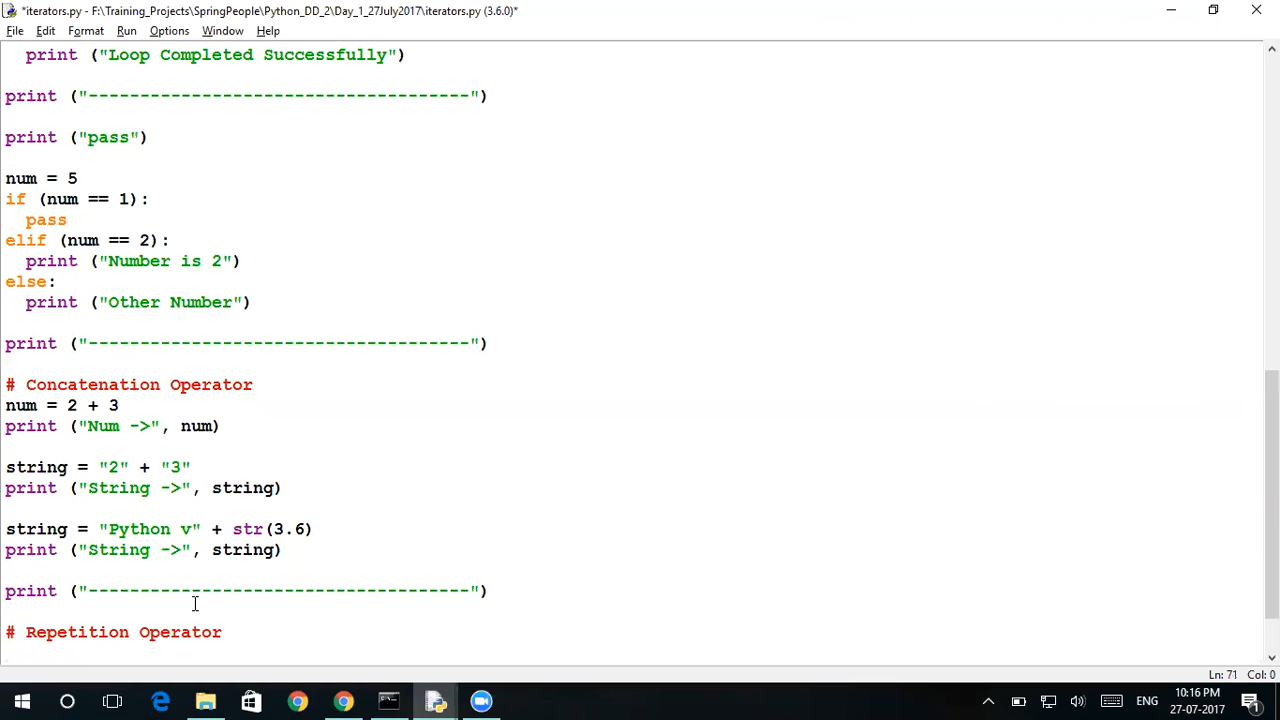 *iterators.py - F:\Training_Projects\SpringPeople\Python_DD_2\Day_1_27July2017\iterators.py (3.6.0)*
File Edit Format Run Options Window Help
print ("Loop Completed Successfully")
print ("-------------------------------------")
print ("pass")
num = 5
if (num == 1):
pass
elif (num == 2):
print ("Number is 2")
else:
print ("Other Number")
print ("-------------------------------------")
# Concatenation Operator
num = 2 + 3
print ("Num ->", num)
string = "2" + "3"
print ("String ->", string)
string = "Python v" + str(3.6)
print ("String ->", string)
print ("-------------------------------------")
# Repetition Operator
Ln: 71 Col: 0
ENG
10:16 PM
27-07-2017
1